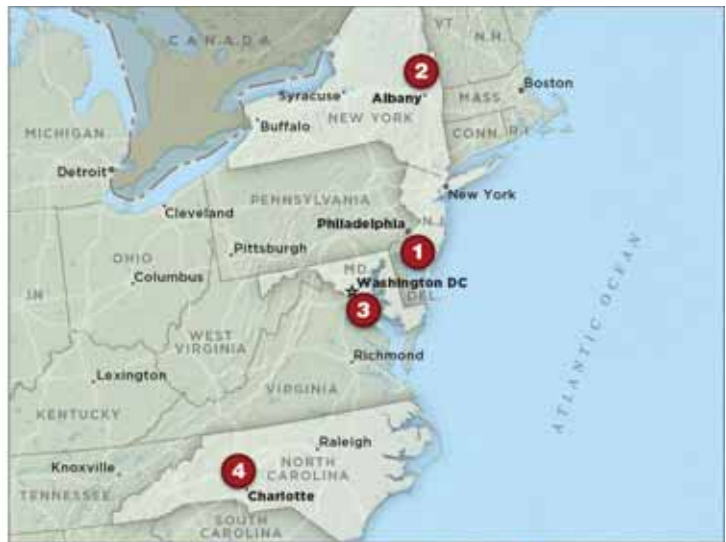 CANADA
VT
N.H.
2
Boston
Syracuse
Albany
MASS.
NEW YORK
Buffalo
CONN.
R.I.
MICHIGAN
Detroit
New York
PENNSYLVANIA
Cleveland
Philadelphia
N.J.
Pittsburgh
1
OHIO
MD.
Columbus
Washington DC
IN
DEL.
3
ATLANTIC OCEAN
WEST
VIRGINIA
Richmond
Lexington
VIRGINIA
KENTUCKY
Raleigh
Knoxville
4
NORTH
CAROLINA
TENNESSEE
Charlotte
SOUTH
CAROLINA